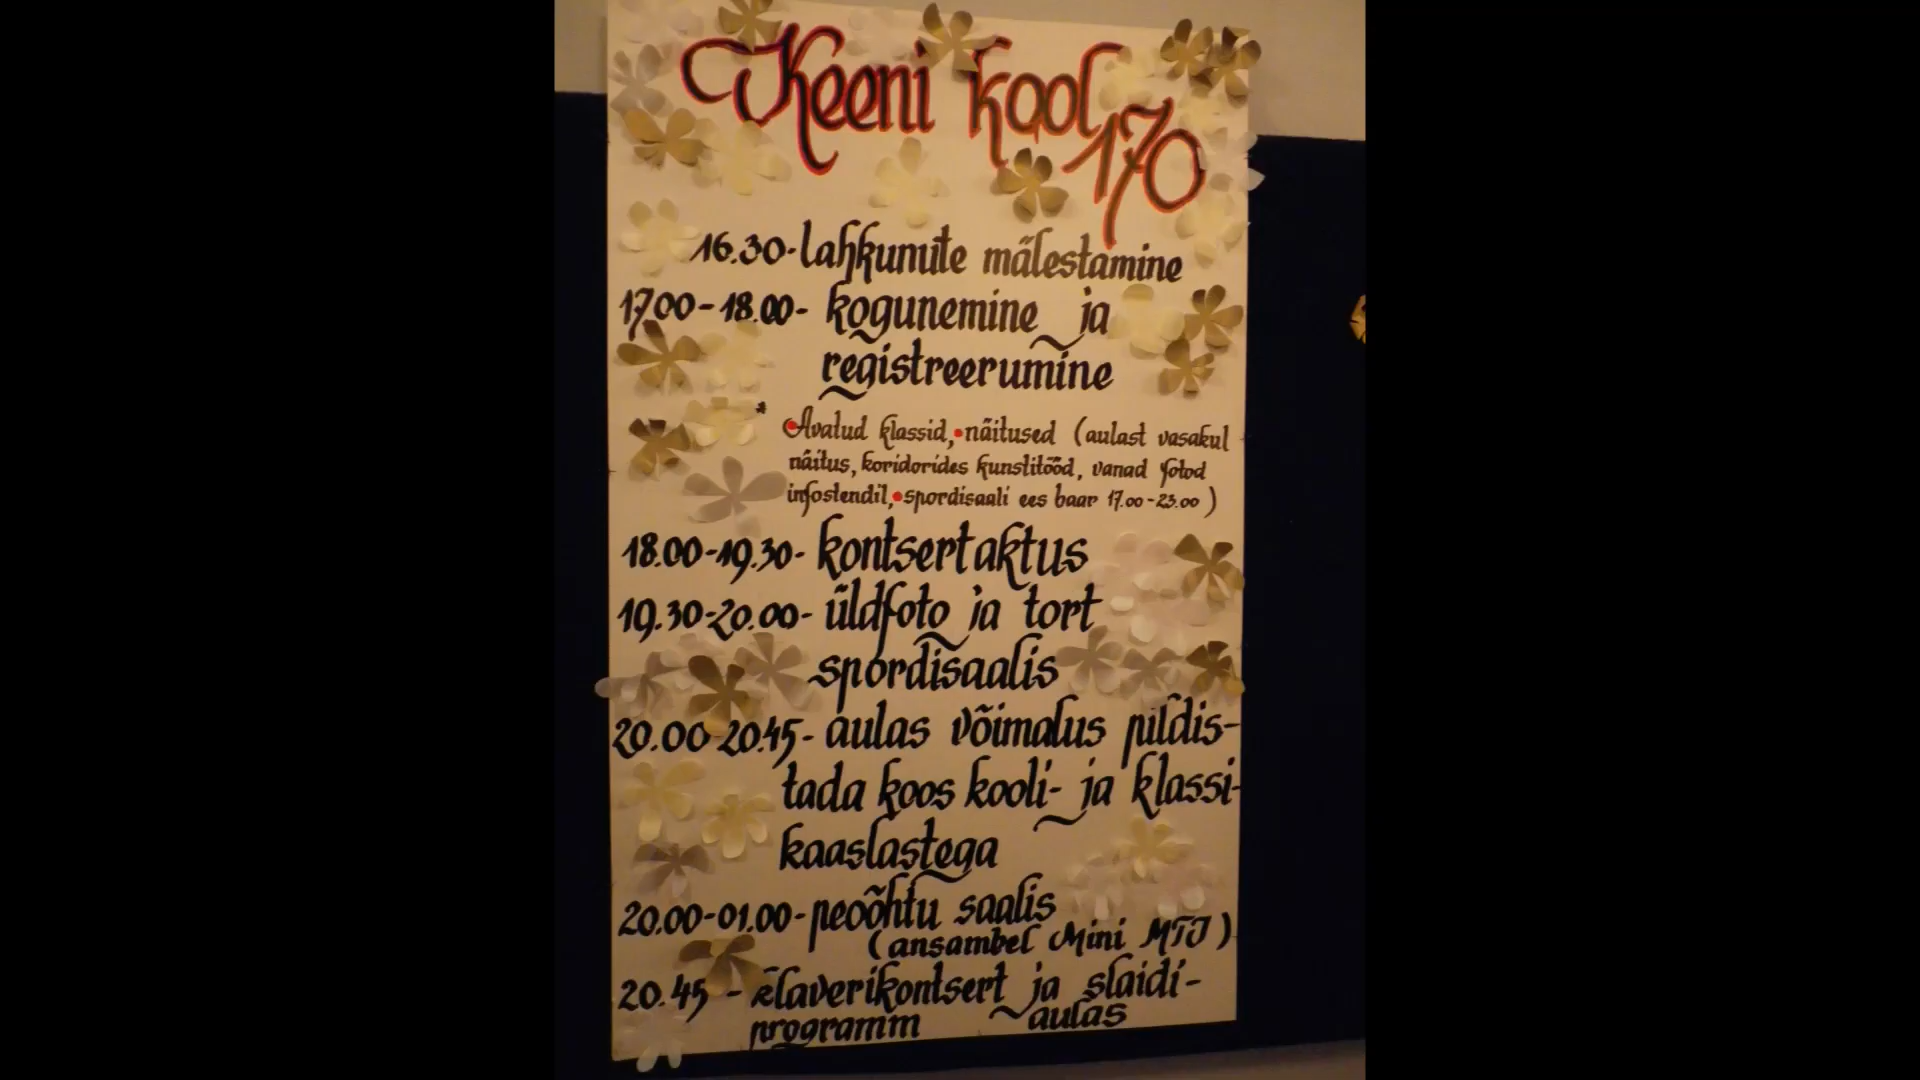 Keeni kool 170
16.30-lahkunute mälestamine
17.00-18.00- kogunemine ja
registreerumine
* Avatud klassid, näitused (aulast vasakul
näitus, koridorides kunstitööd, vanad fotod
infostendil, spordisaali ees baar 17.00-23.00)
18.00-19.30- kontsertaktus
19.30-20.00- üldfoto ja tort
spordisaalis
20.00 20.45- aulas võimalus pildis-
tada koos kooli- ja klassi-
kaaslastega
20.00-01.00-peoõhtu saalis
(ansambel Mini MTJ)
20.45 - klaverikontsert ja slaidi-
programm aulas